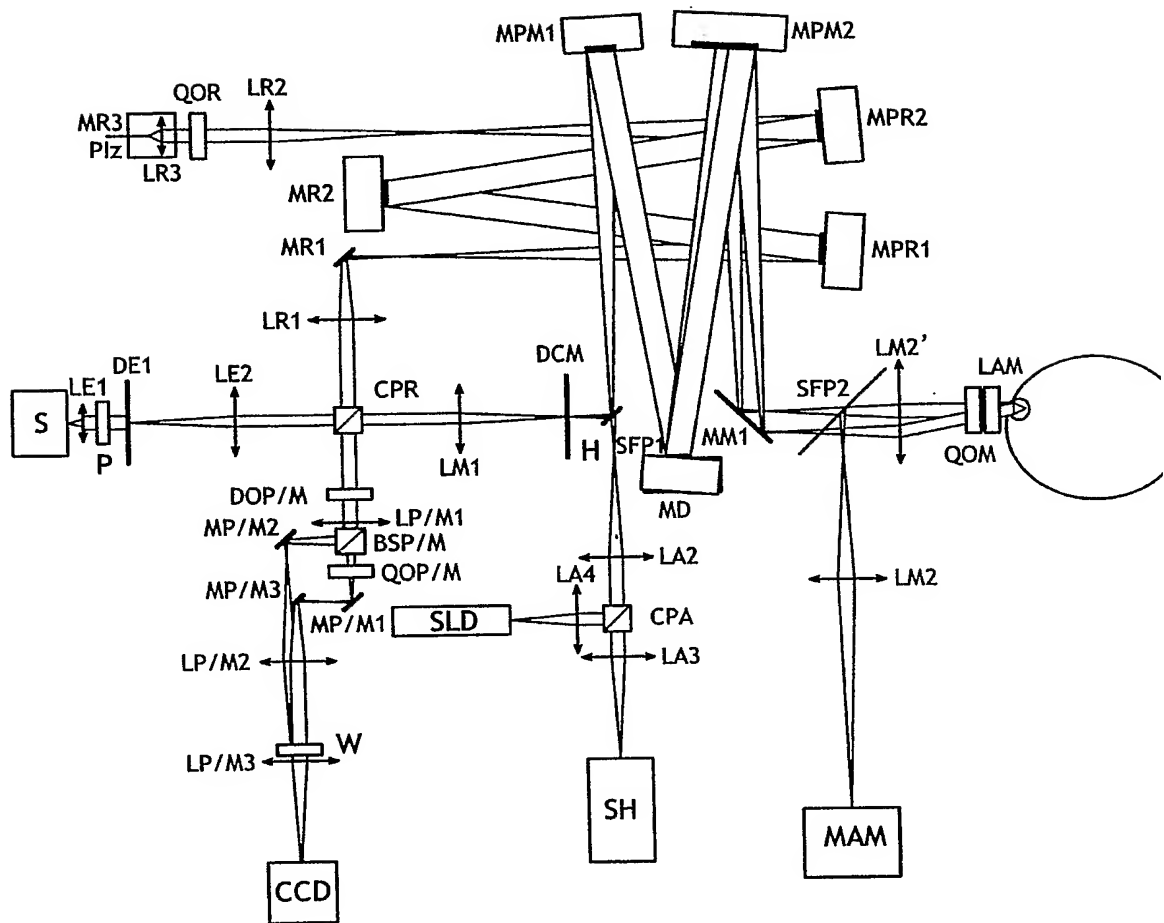 MPM1
MPM2
QOR
LR2
MR3
Plz
LR3
MPR2
MR2
MR1
MPR1
LR1
DCM
LM2'
LAM
DE1
LE1
LE2
CPR
SFP2
S
P
LM1
H
SFP1
MM1
QOM
MD
DOP/M
LP/M1
MP/M2
BSP/M
QOP/M
LA2
LA4
LM2
MP/M3
MP/M1
SLD
CPA
LP/M2
LA3
W
LP/M3
SH
MAM
CCD